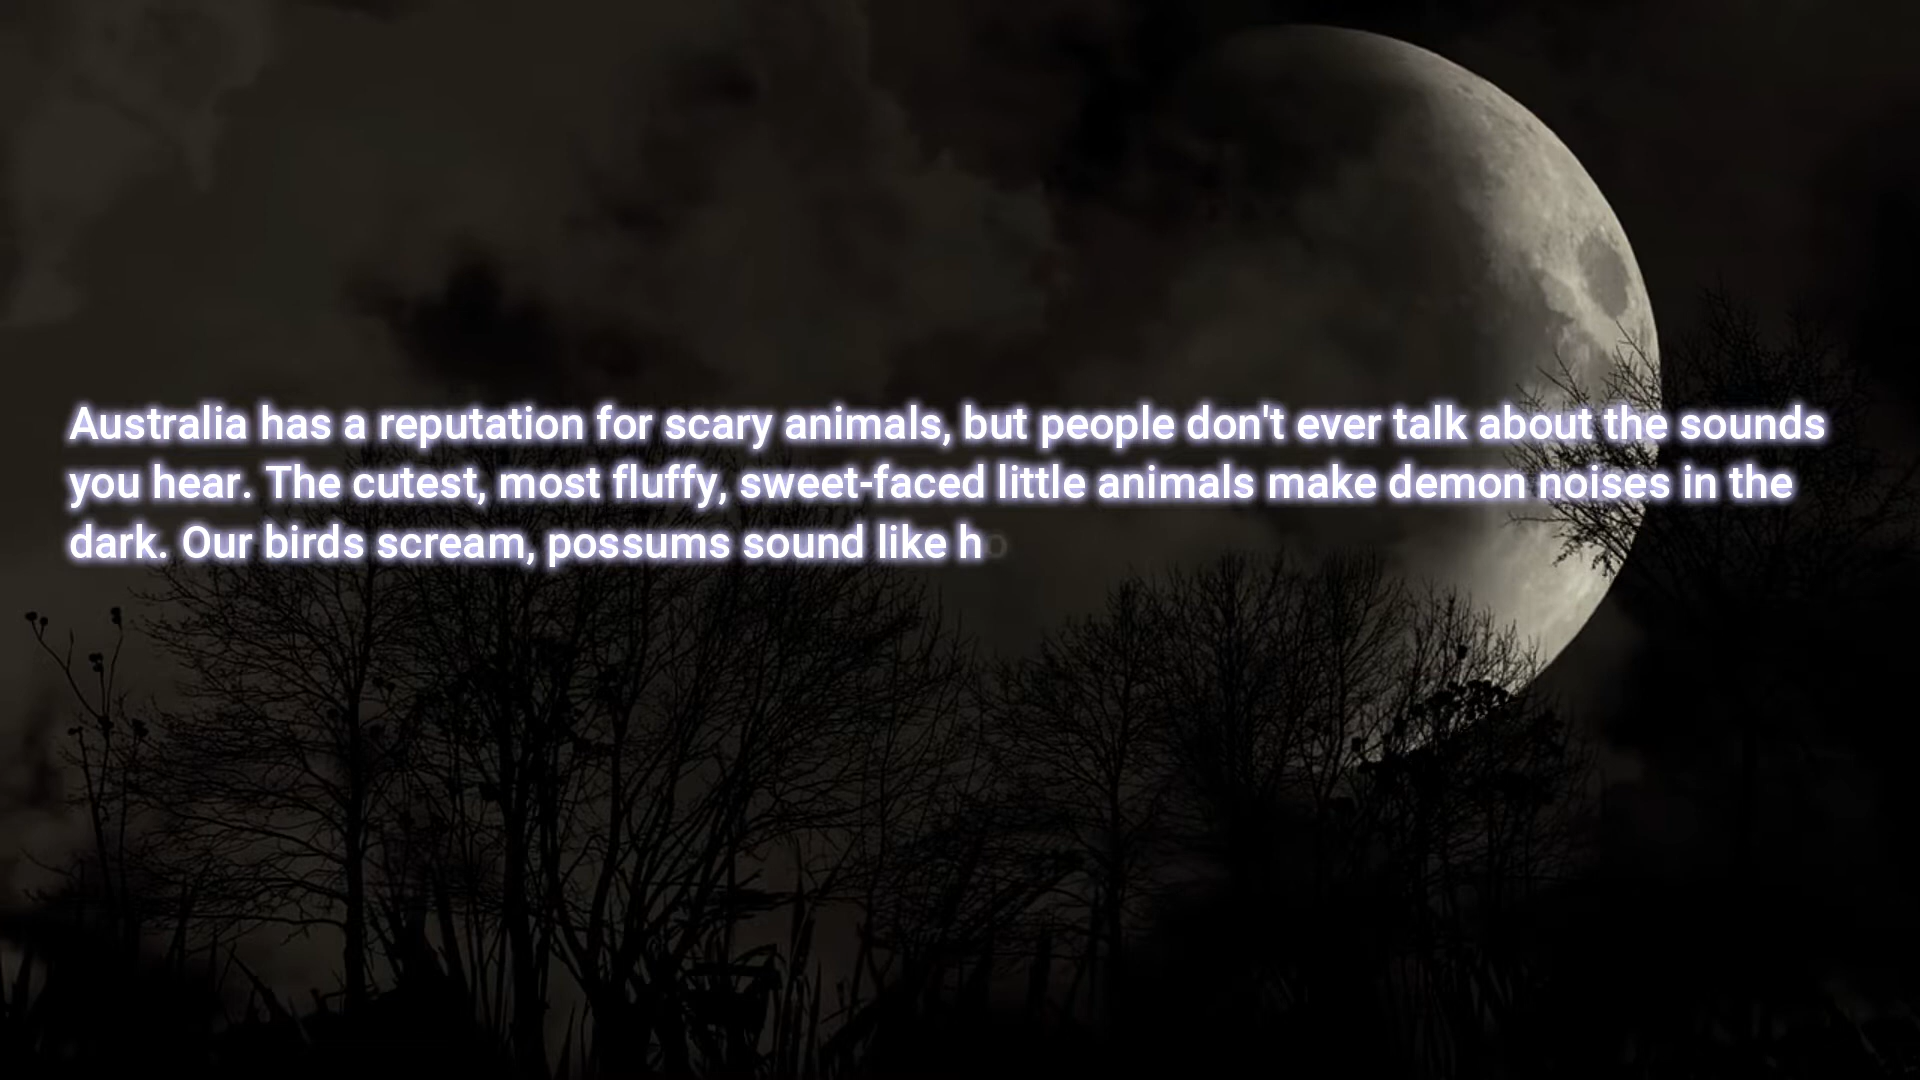 Australia has a reputation for scary animals, but people don't ever talk about the sounds
you hear. The cutest, most fluffy, sweet-faced little animals make demon noises in the
dark. Our birds scream, possums sound like ho